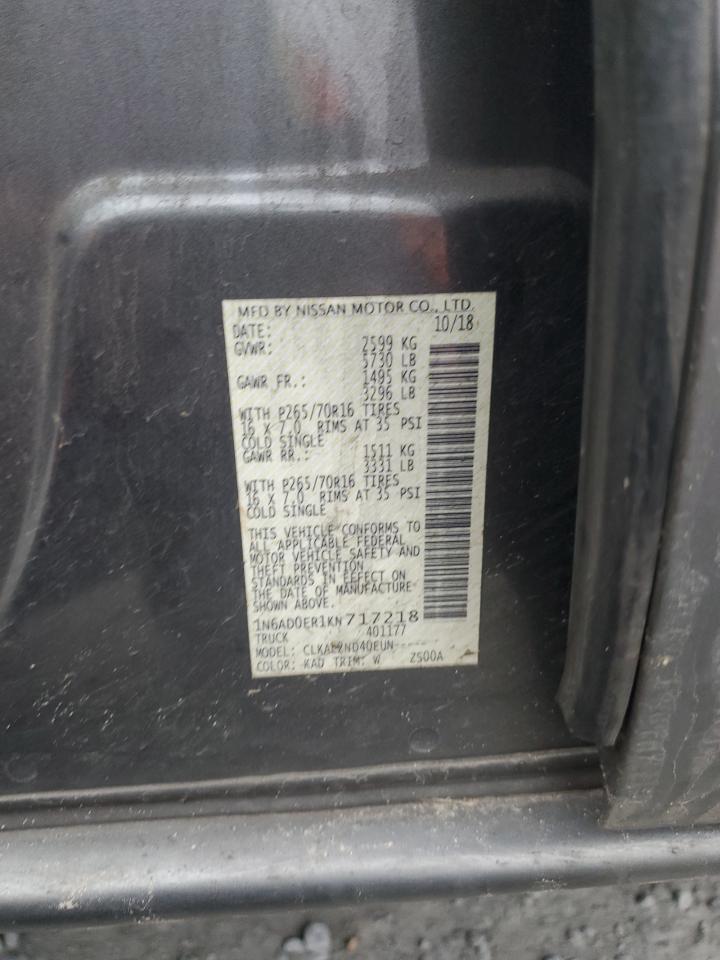 MFD BY NISSAN MOTOR CO., LTD.
DATE: 10/18
GVWR: 2599 KG
5730 LB
GAWR FR.: 1495 KG
3296 LB
WITH P265/70R16 TIRES
16 X 7.0 RIMS AT 35 PSI
COLD SINGLE
GAWR RR.: 1511 KG
3331 LB
WITH P265/70R16 TIRES
16 X 7.0 RIMS AT 35 PSI
COLD SINGLE
THIS VEHICLE CONFORMS TO
ALL APPLICABLE FEDERAL
MOTOR VEHICLE SAFETY AND
THEFT PREVENTION
STANDARDS IN EFFECT ON
THE DATE OF MANUFACTURE
SHOWN ABOVE.
1N6AD0ER1KN717218
TRUCK 401177
MODEL:
COLOR: KAD TRIM: W ZS00A